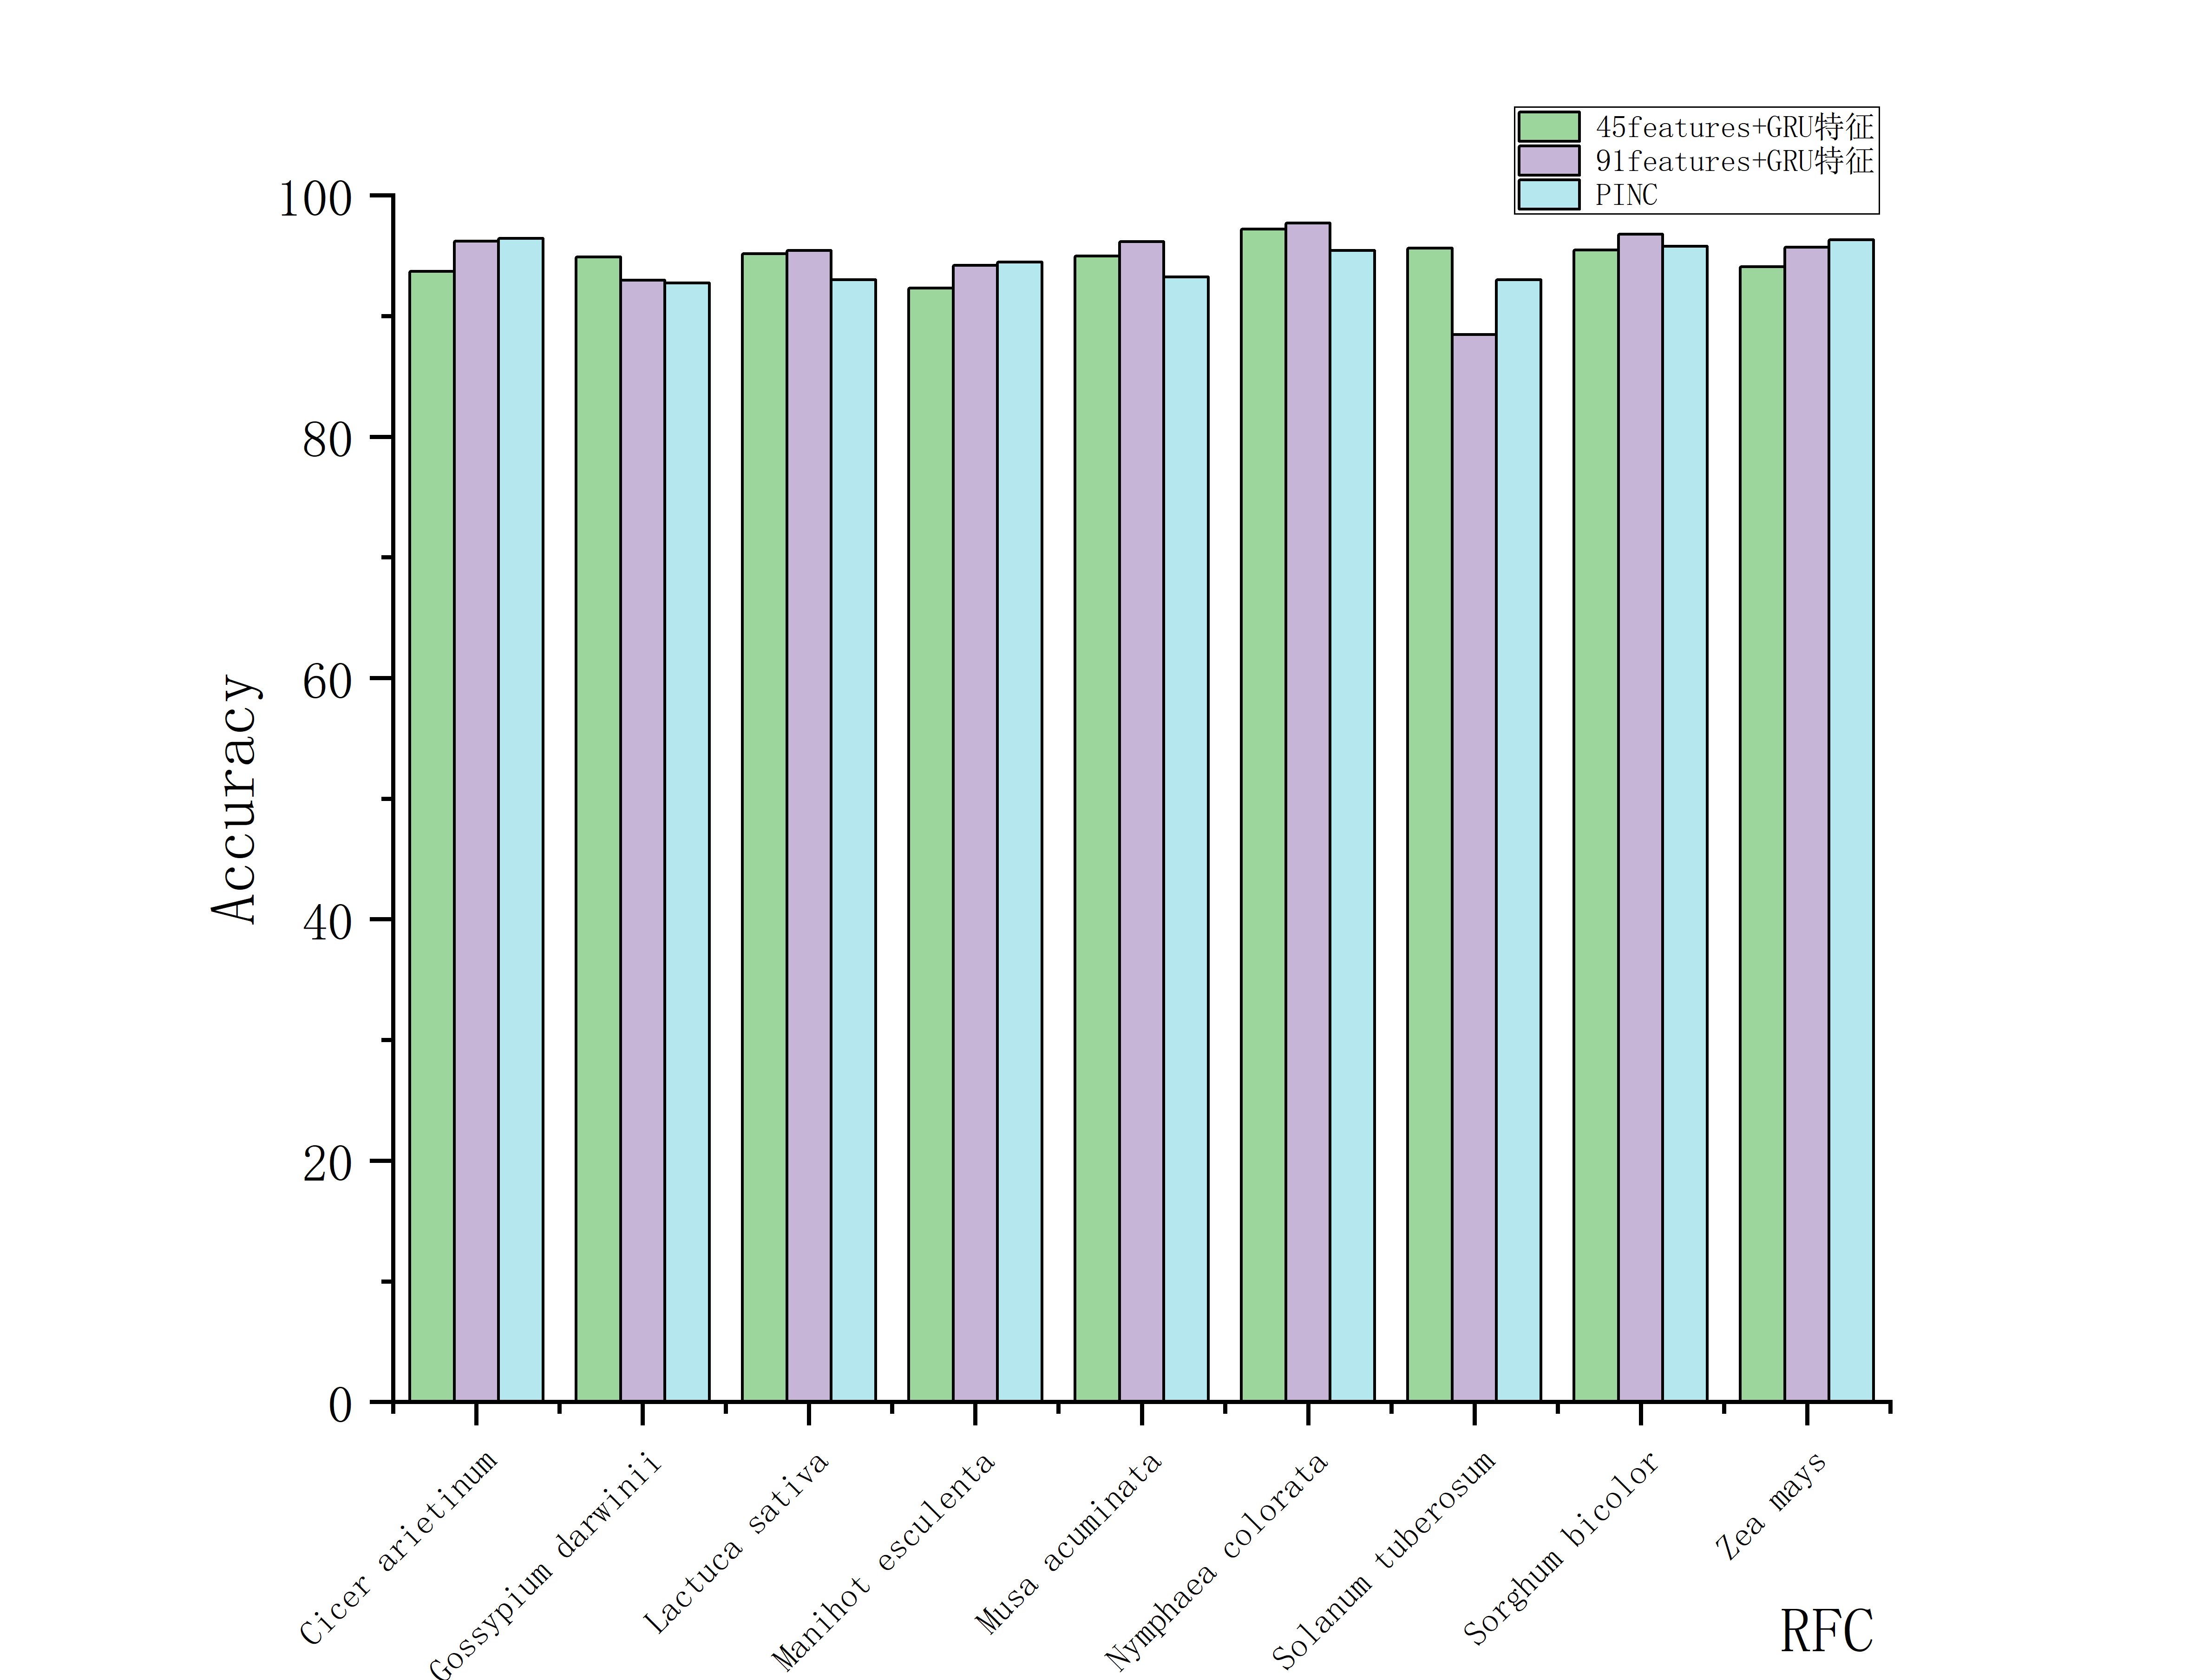 45features+GRU特征
91features+GRU特征
PINC
Accuracy
100
80
60
40
20
0
Cicer arietinum
Gossypium darwinii
Lactuca sativa
Manihot esculenta
Musa acuminata
Nymphaea colorata
Solanum tuberosum
Sorghum bicolor
Zea mays
RFC